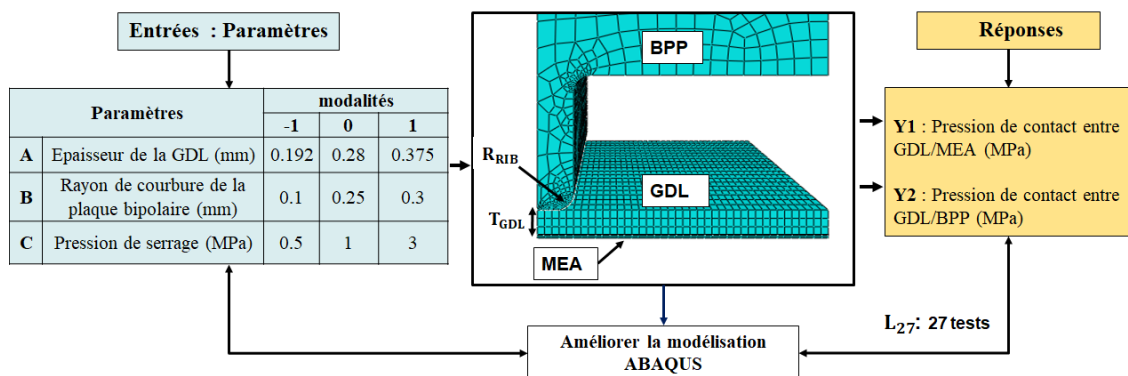 Entrées : Paramètres
Paramètres
modalités
-1 0 1
A Epaisseur de la GDL (mm) 0.192 0.28 0.375
B Rayon de courbure de la
plaque bipolaire (mm) 0.1 0.25 0.3
C Pression de serrage (MPa) 0.5 1 3
BPP
R_RIB
GDL
T_GDL
MEA
Réponses
Y1 : Pression de contact entre
GDL/MEA (MPa)
Y2 : Pression de contact entre
GDL/BPP (MPa)
L27: 27 tests
Améliorer la modélisation
ABAQUS